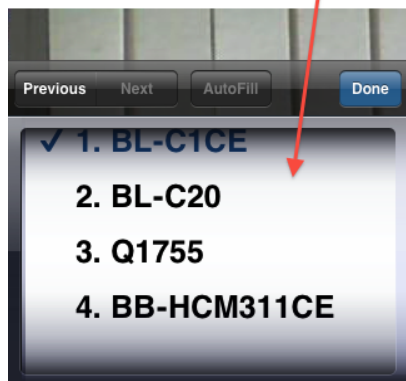 Previous Next AutoFill Done
✓ 1. BL-C1CE
2. BL-C20
3. Q1755
4. BB-HCM311CE